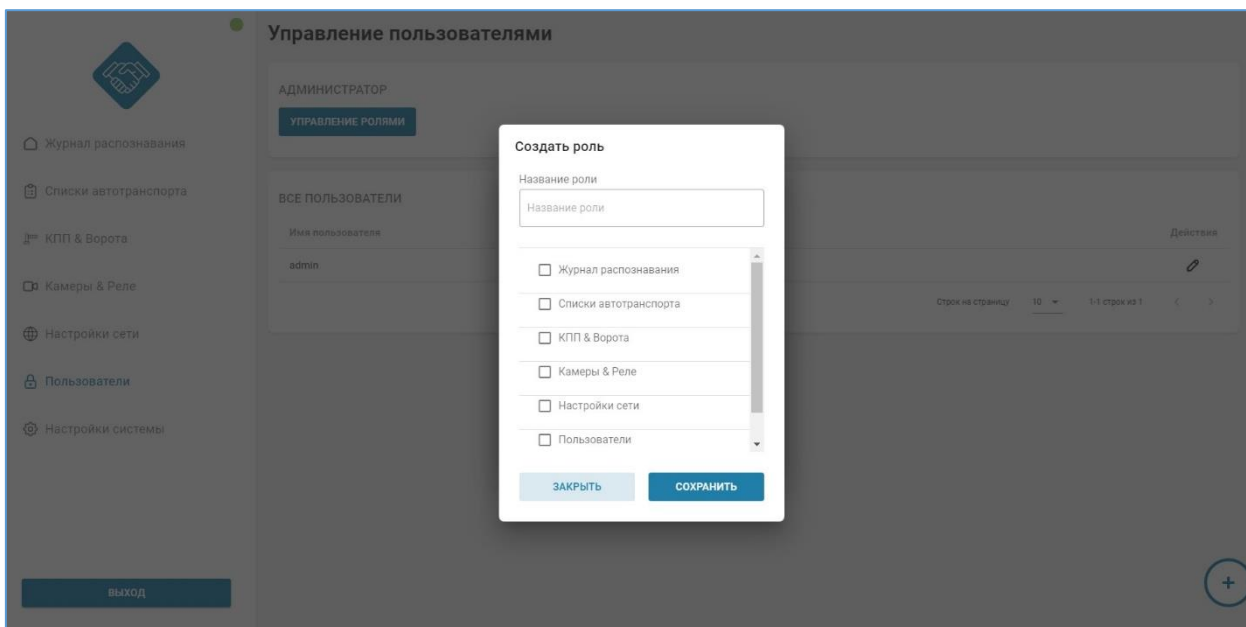 Управление пользователями
АДМИНИСТРАТОР
УПРАВЛЕНИЕ РОЛЯМИ
Журнал распознавания
Списки автотранспорта
КПП & Ворота
Камеры & Реле
Настройки сети
Пользователи
Настройки системы
ВЫХОД
ВСЕ ПОЛЬЗОВАТЕЛИ
Имя пользователя
Действия
admin
Строк на страницу 10 1-1 строк из 1
Создать роль
Название роли
Название роли
Журнал распознавания
Списки автотранспорта
КПП & Ворота
Камеры & Реле
Настройки сети
Пользователи
ЗАКРЫТЬ СОХРАНИТЬ